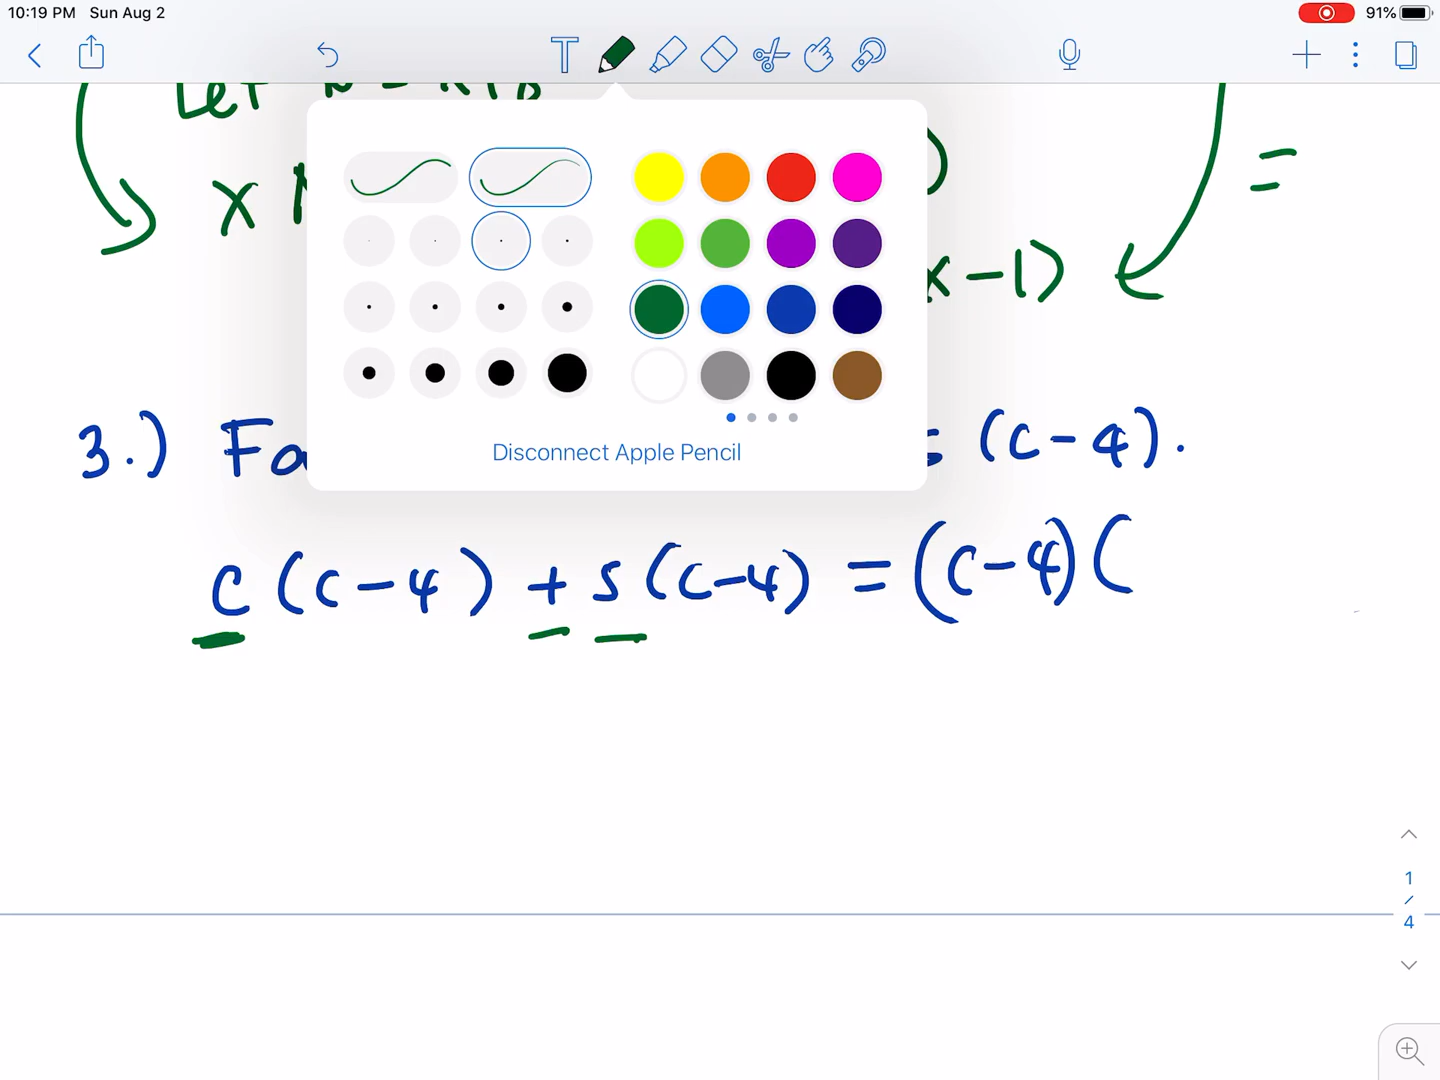 10:19 PM Sun Aug 2 91%
T
Let
x
x-1)
=
3.) Fa = (c-4).
Disconnect Apple Pencil
c(c-4) + s(c-4) = (c-4)(
1
/
4